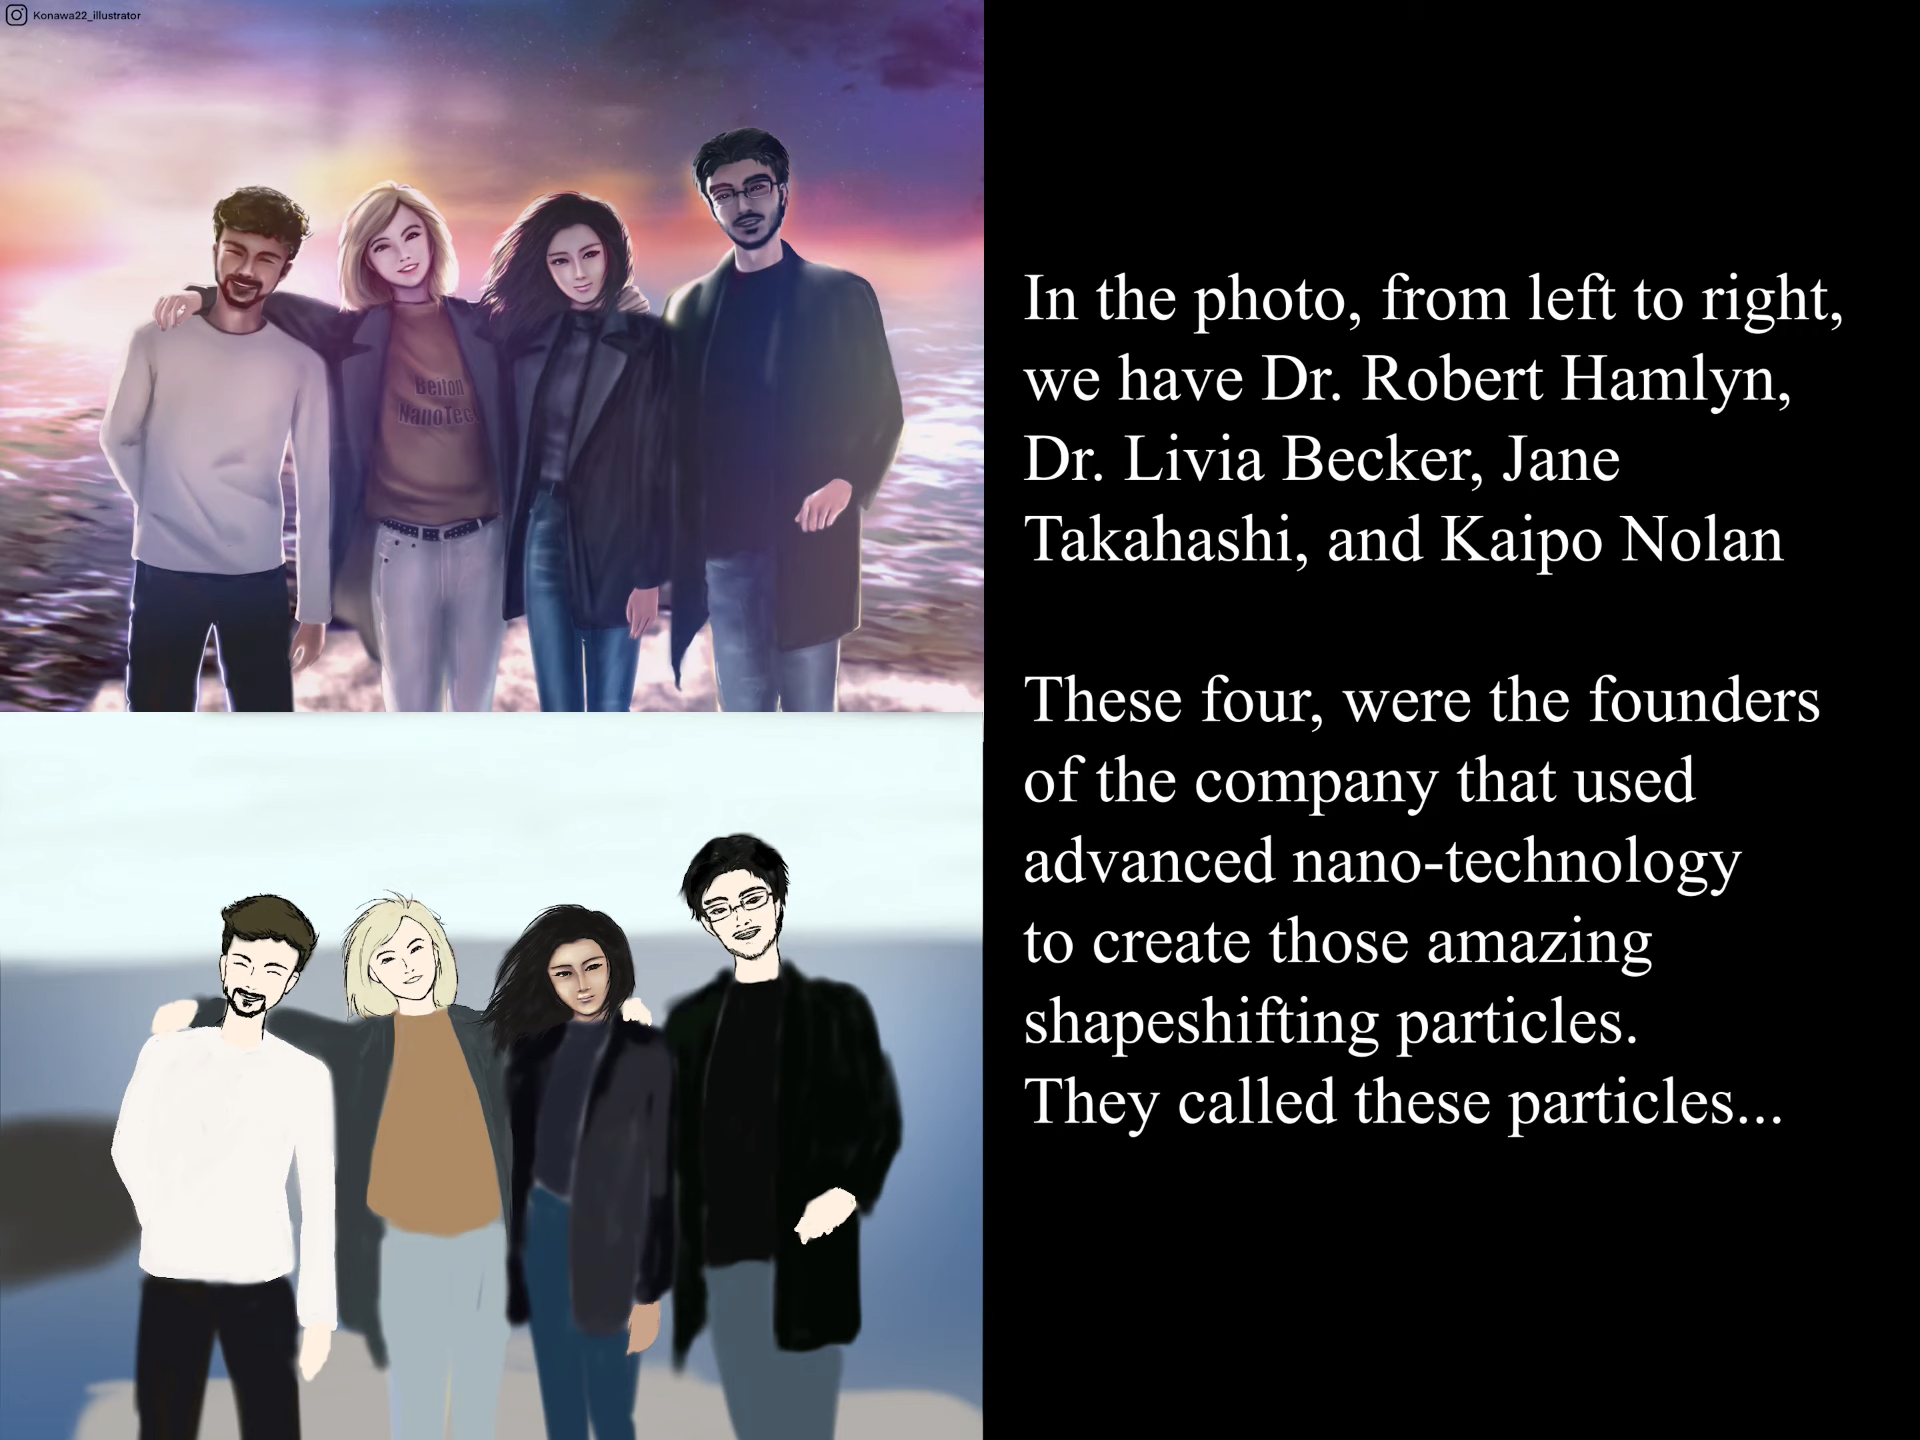 Konawa22_illustrator
Beiton
NanoTec
In the photo, from left to right,
we have Dr. Robert Hamlyn,
Dr. Livia Becker, Jane
Takahashi, and Kaipo Nolan
These four, were the founders
of the company that used
advanced nano-technology
to create those amazing
shapeshifting particles.
They called these particles...